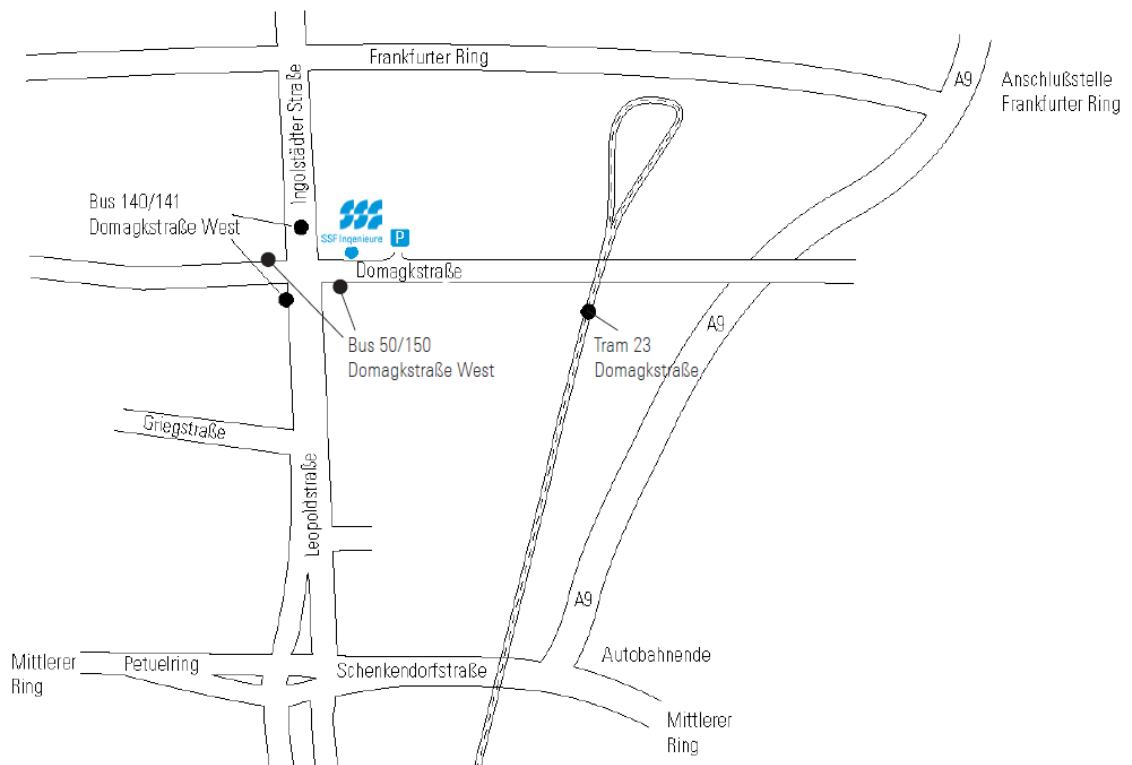 Frankfurter Ring
A9
Anschlußstelle
Frankfurter Ring
Ingolstädter Straße
Bus 140/141
Domagkstraße West
SSF Ingenieure
P
Domagkstraße
Bus 50/150
Domagkstraße West
Tram 23
Domagkstraße
A9
Griegstraße
Leopoldstraße
A9
Mittlerer
Ring
Petuelring
Schenkendorfstraße
Autobahnende
Mittlerer
Ring